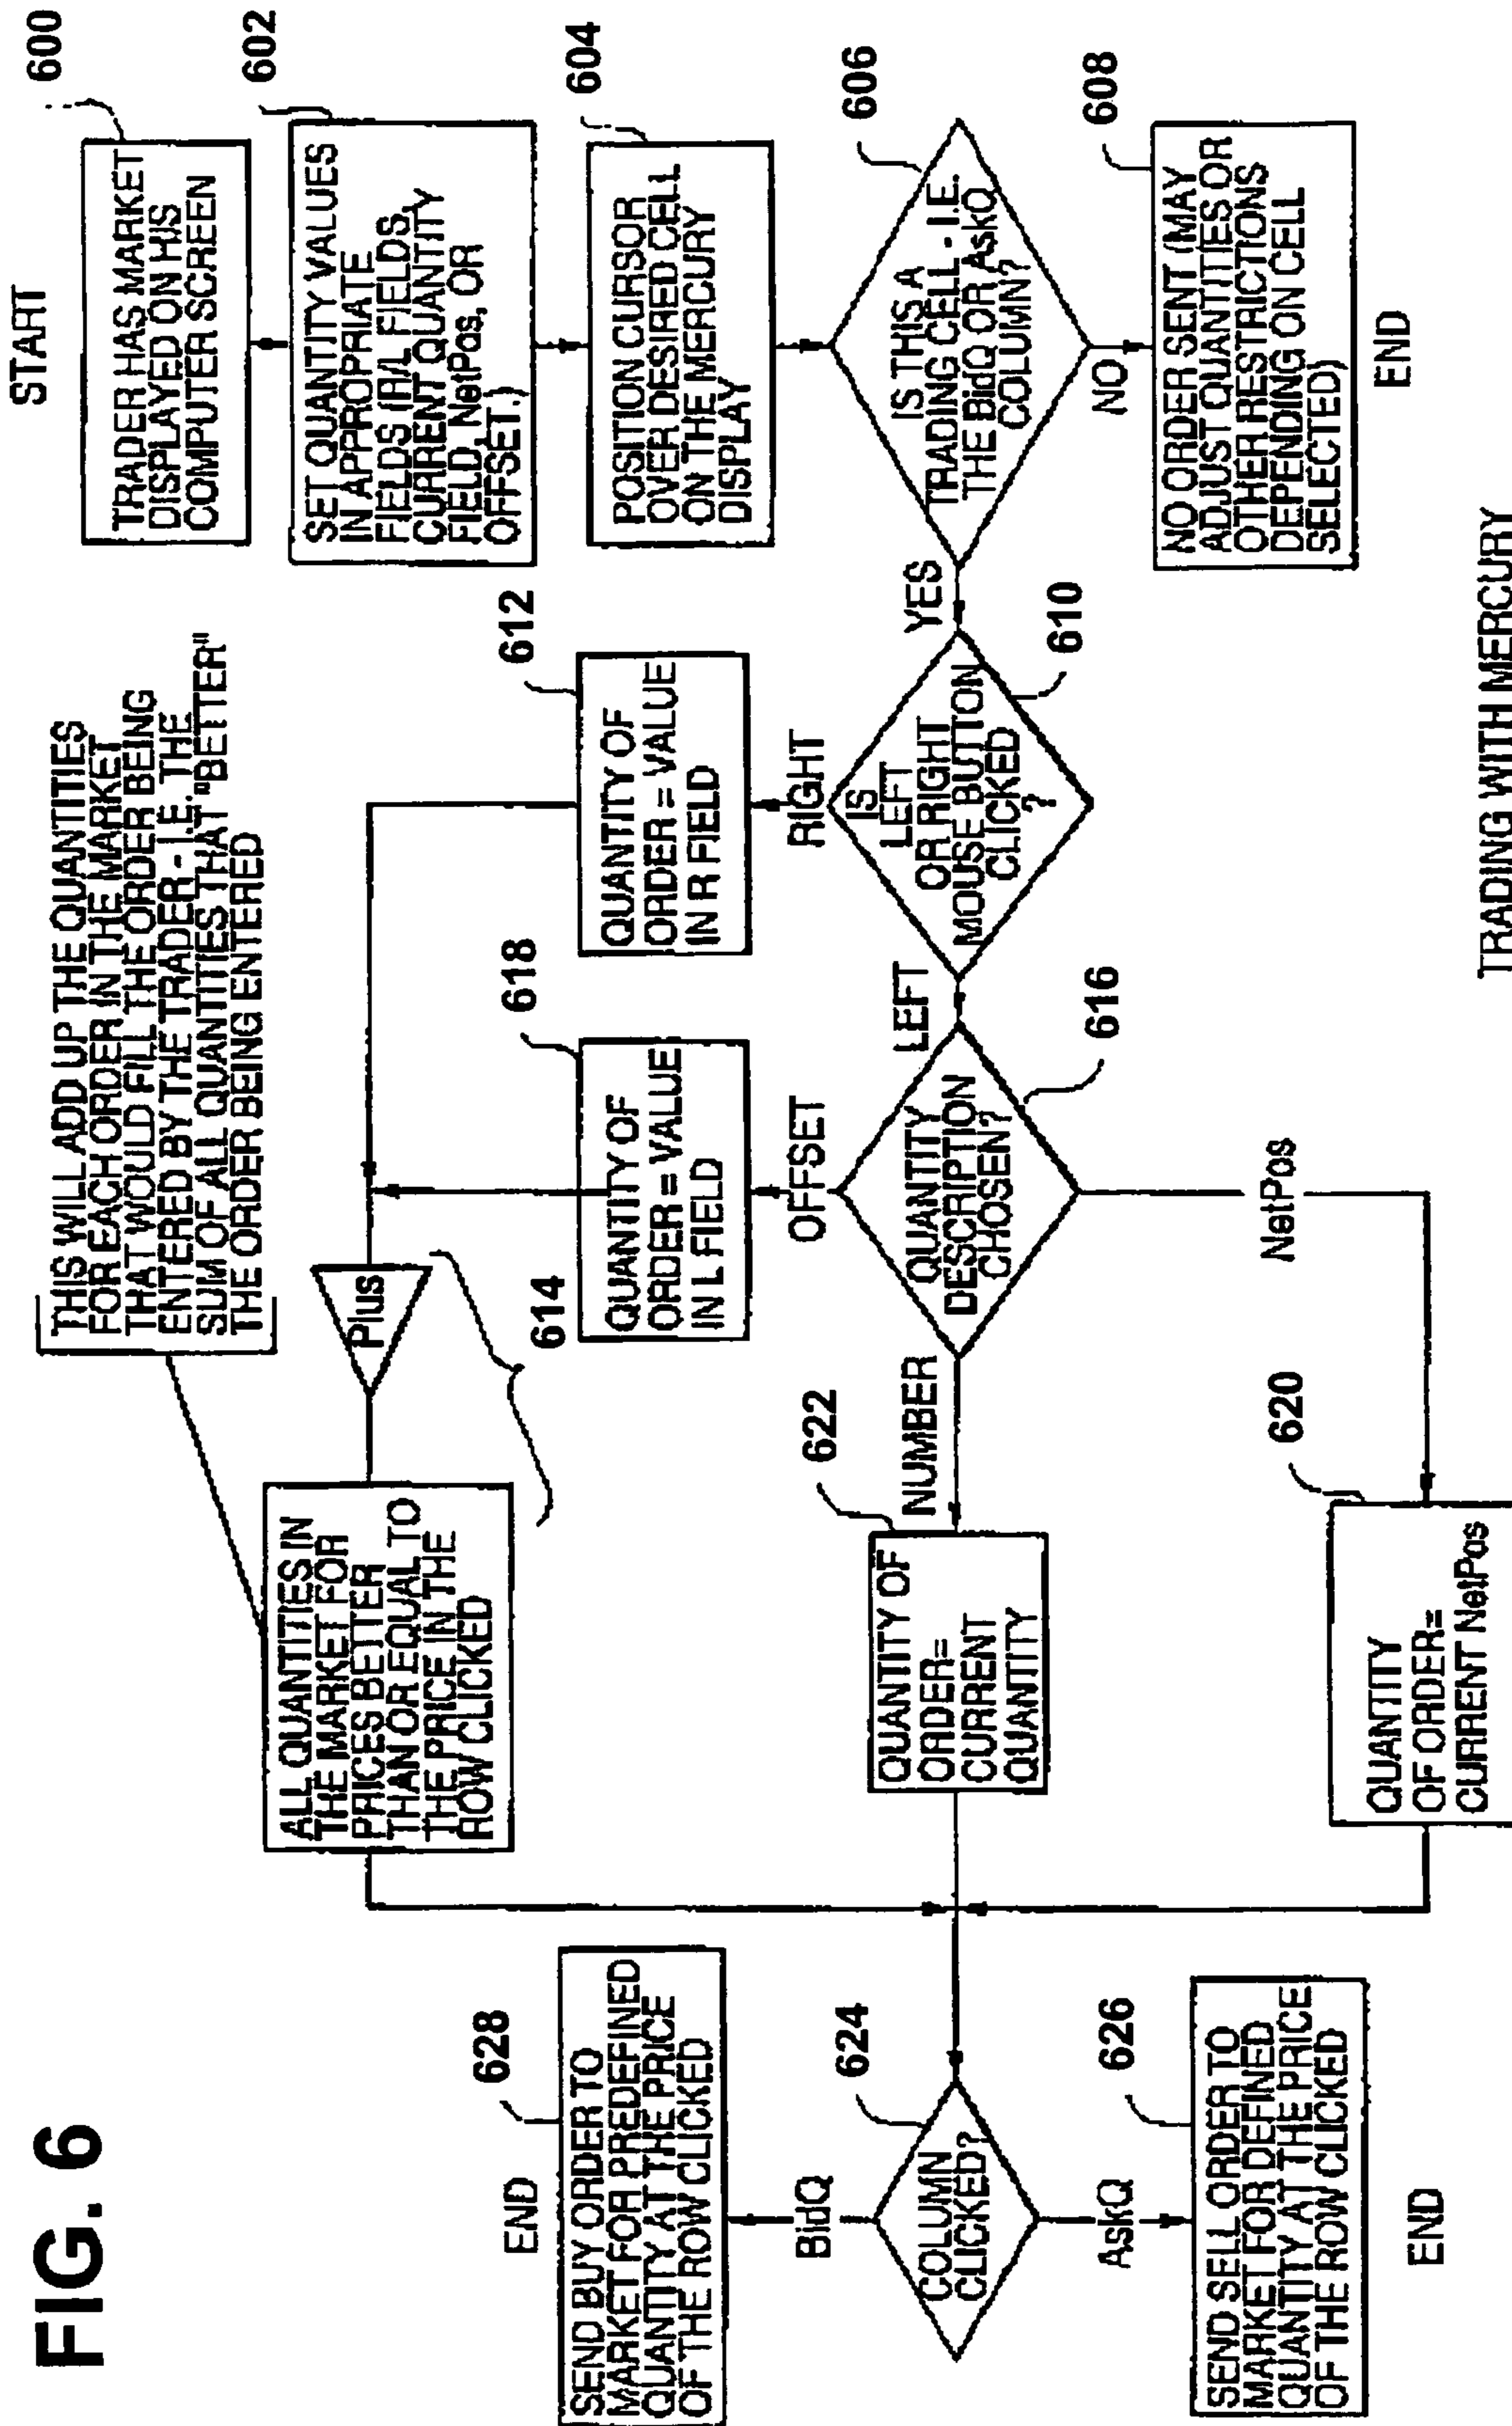 FIG. 6
START
600
TRADER HAS MARKET
DISPLAYED ON HIS
COMPUTER SCREEN
602
SET QUANTITY VALUES
IN APPROPRIATE
FIELDS (R/L FIELDS,
CURRENT QUANTITY
FIELD, NetPos, OR
OFFSET.)
604
POSITION CURSOR
OVER DESIRED CELL
ON THE MERCURY
DISPLAY
606
IS THIS A
TRADING CELL - I.E.
THE BidQ OR AskQ
COLUMN?
NO
608
NO ORDER SENT (MAY
ADJUST QUANTITIES OR
OTHER RESTRICTIONS
DEPENDING ON CELL
SELECTED)
END
YES
610
IS
LEFT
OR RIGHT
MOUSE BUTTON
CLICKED
?
RIGHT
612
QUANTITY OF
ORDER = VALUE
IN R FIELD
LEFT
616
QUANTITY
DESCRIPTION
CHOSEN?
OFFSET
618
QUANTITY OF
ORDER = VALUE
IN L FIELD
614
Plus
THIS WILL ADD UP THE QUANTITIES
FOR EACH ORDER IN THE MARKET
THAT WOULD FILL THE ORDER BEING
ENTERED BY THE TRADER - I.E. THE
SUM OF ALL QUANTITIES THAT "BETTER"
THE ORDER BEING ENTERED
ALL QUANTITIES IN
THE MARKET FOR
PRICES BETTER
THAN OR EQUAL TO
THE PRICE IN THE
ROW CLICKED
NUMBER
622
QUANTITY OF
ORDER=
CURRENT
QUANTITY
NetPos
620
QUANTITY
OF ORDER=
CURRENT NetPos
624
COLUMN
CLICKED?
BidQ
628
SEND BUY ORDER TO
MARKET FOR PREDEFINED
QUANTITY AT THE PRICE
OF THE ROW CLICKED
END
AskQ
626
SEND SELL ORDER TO
MARKET FOR DEFINED
QUANTITY AT THE PRICE
OF THE ROW CLICKED
END
TRADING WITH MERCURY